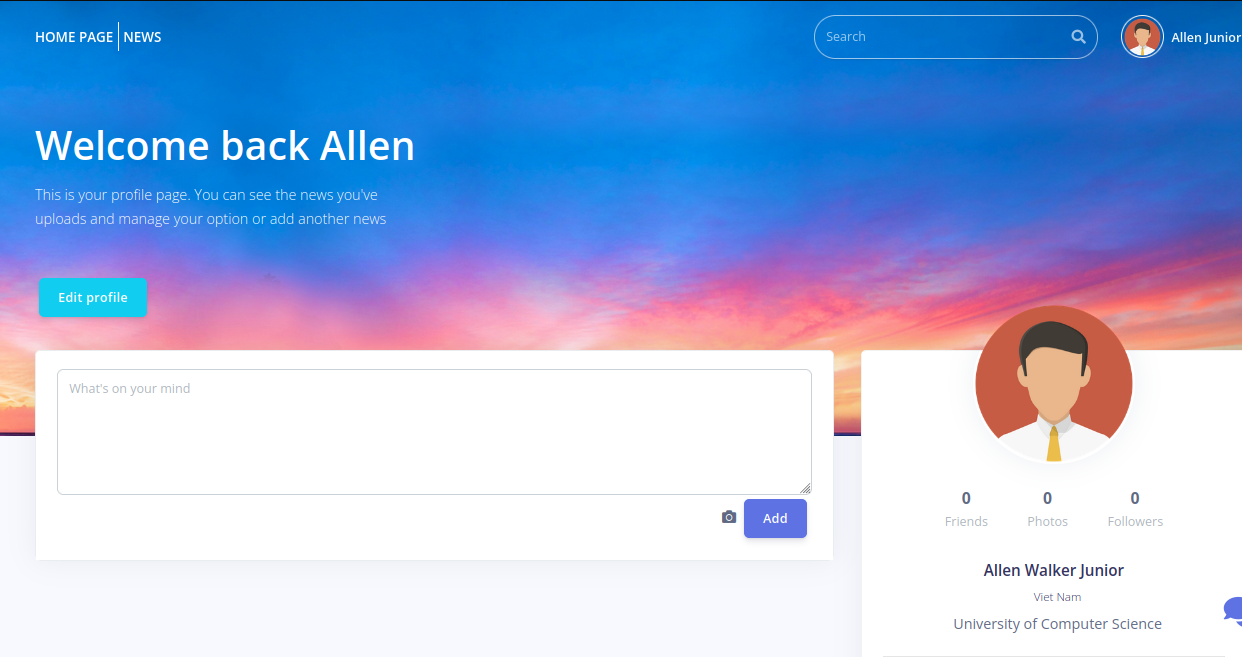 HOME PAGE NEWS
Search
Allen Junior
Welcome back Allen
This is your profile page. You can see the news you've
uploads and manage your option or add another news
Edit profile
What's on your mind
Add
0 0 0
Friends Photos Followers
Allen Walker Junior
Viet Nam
University of Computer Science